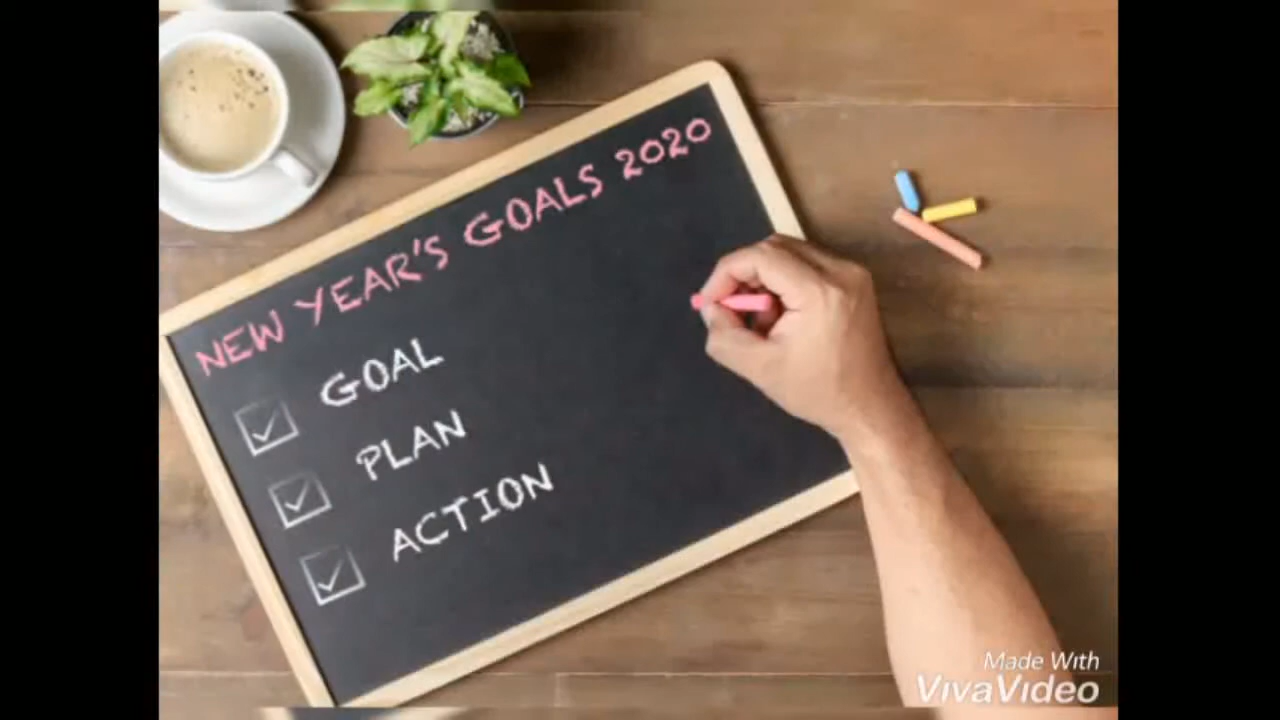 NEW YEAR'S GOALS 2020
GOAL
PLAN
ACTION
Made With
VivaVideo